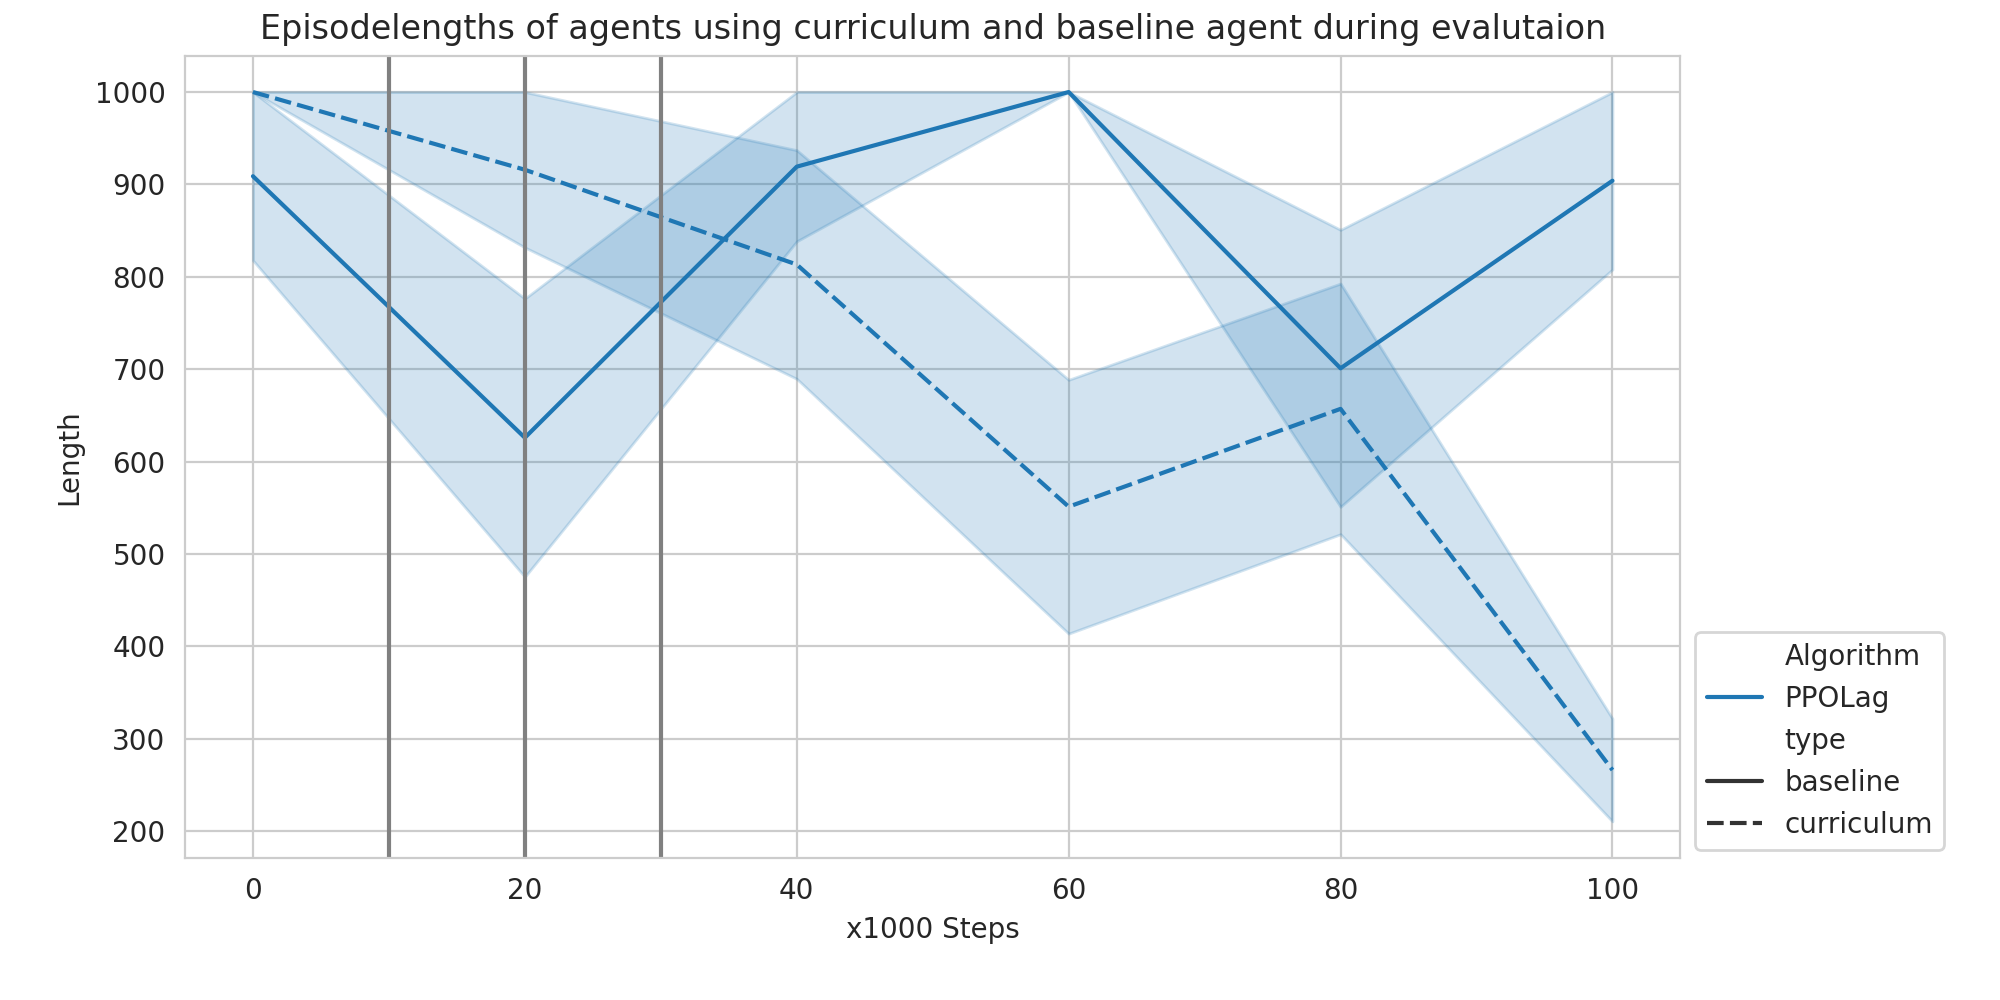 Episodelengths of agents using curriculum and baseline agent during evalutaion
1000
900
800
700
600
500
400
300
200
Length
0 20 40 60 80 100
x1000 Steps
Algorithm
PPOLag
type
baseline
curriculum